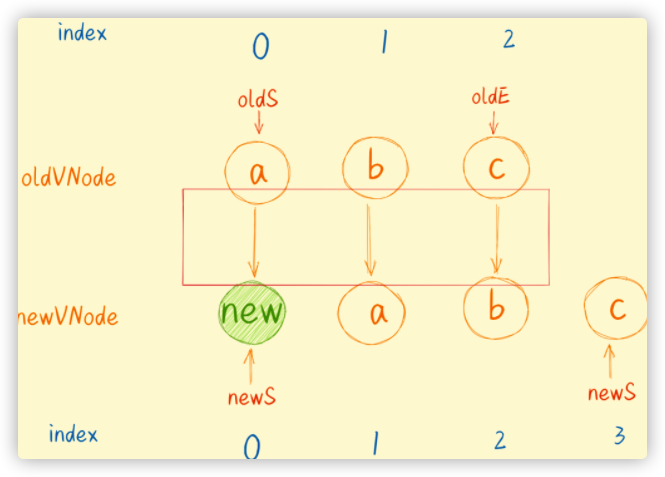 index 0 1 2
oldS oldE
oldVNode a b c
newVNode new a b c
newS newS
index 0 1 2 3